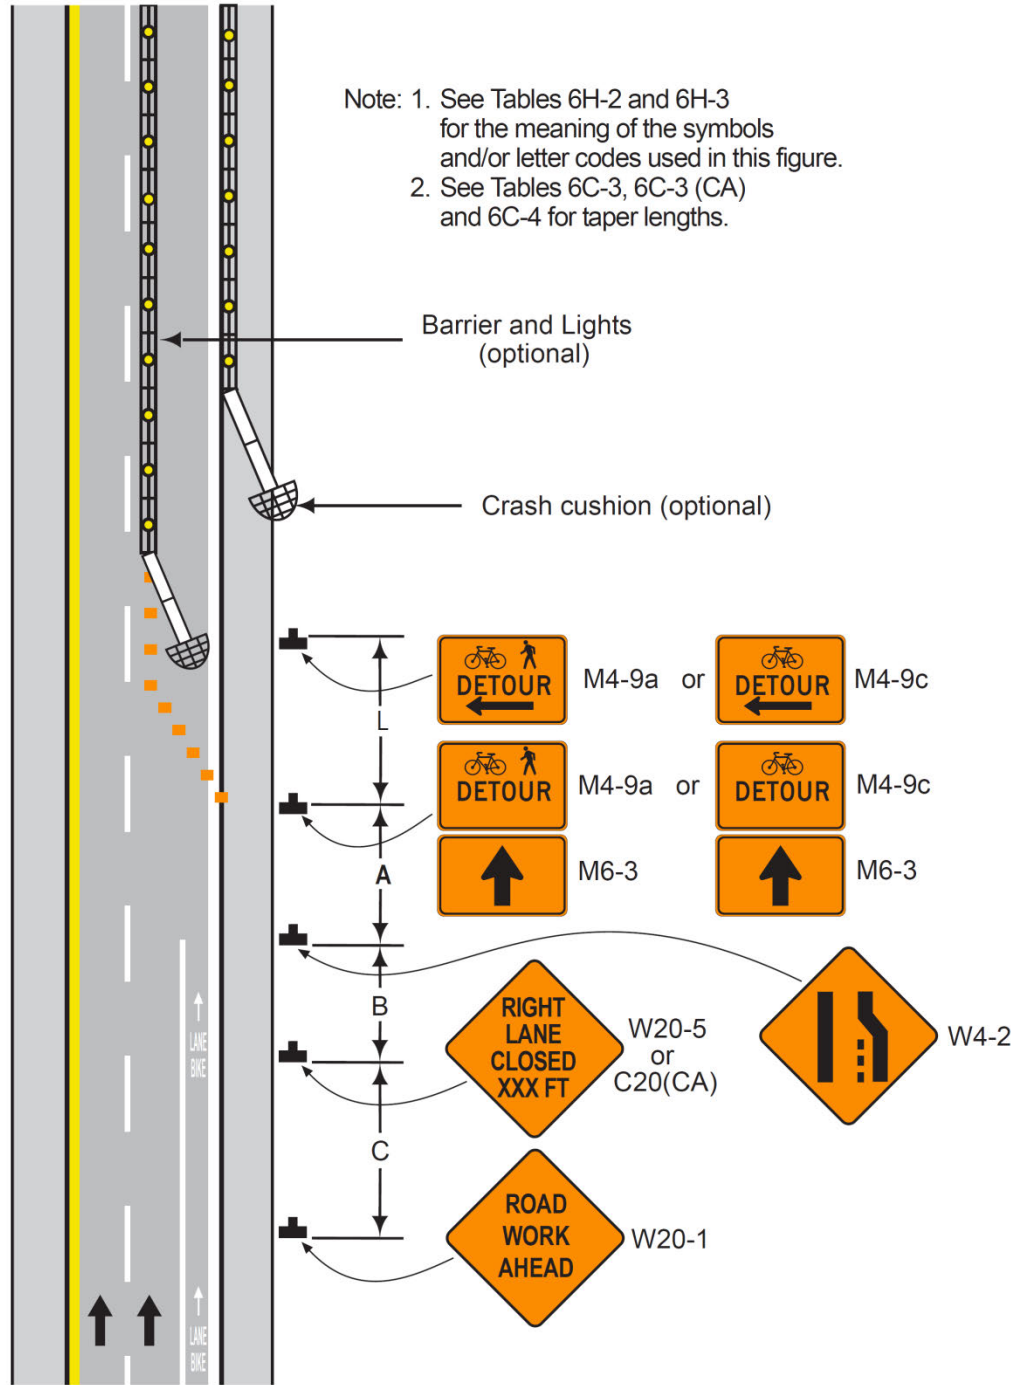 Note: 1. See Tables 6H-2 and 6H-3
for the meaning of the symbols
and/or letter codes used in this figure.
2. See Tables 6C-3, 6C-3 (CA)
and 6C-4 for taper lengths.
Barrier and Lights
(optional)
Crash cushion (optional)
DETOUR
M4-9a or
DETOUR
M4-9c
L
DETOUR
M4-9a or
DETOUR
M4-9c
M6-3
M6-3
A
B
RIGHT
LANE
CLOSED
XXX FT
W20-5
or
C20(CA)
W4-2
LANE
BIKE
C
ROAD
WORK
AHEAD
W20-1
LANE
BIKE